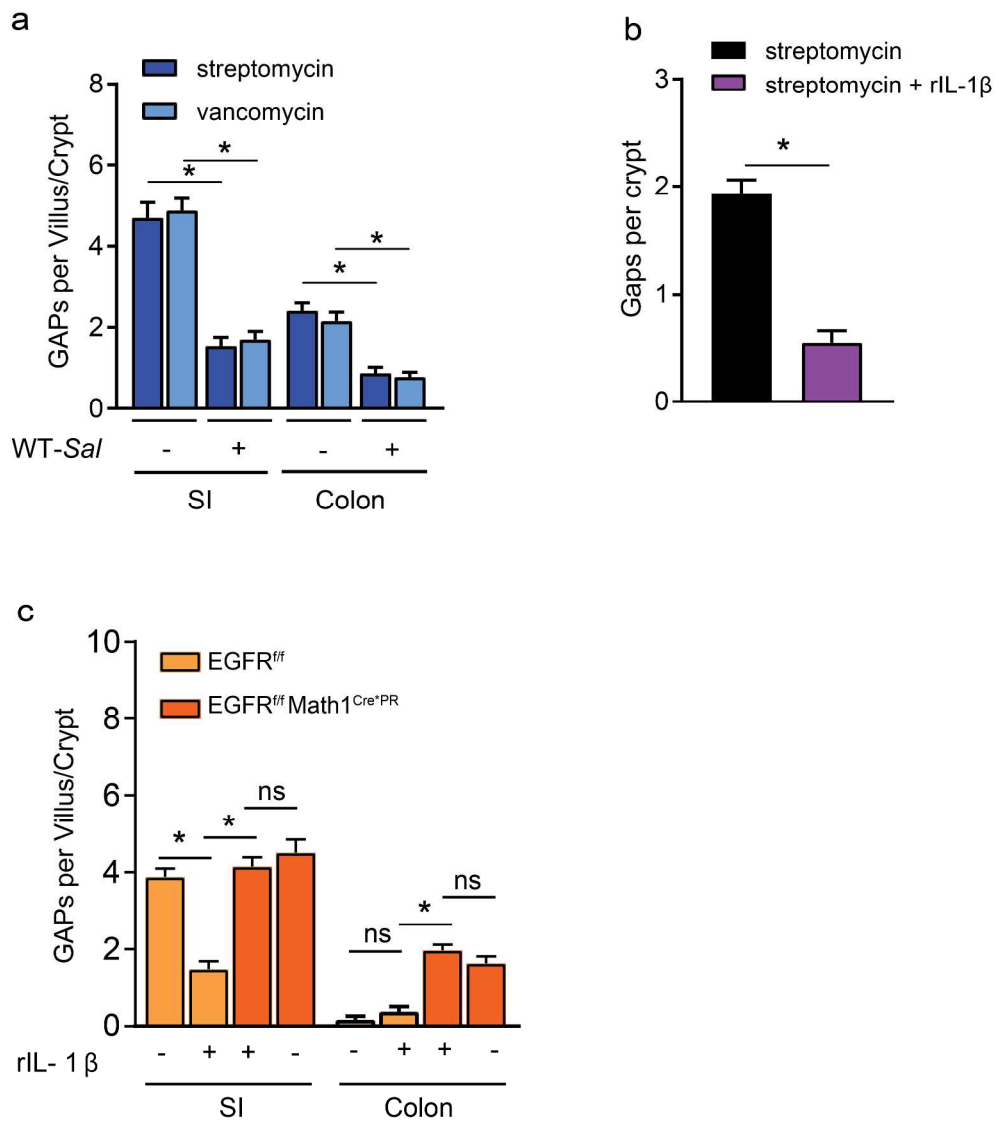 a
streptomycin
vancomycin
GAPs per Villus/Crypt
8
6
4
2
0
* * * *
WT-Sal - + - +
SI Colon
b
streptomycin
streptomycin + rIL-1β
Gaps per crypt
3
2
1
0
*
c
EGFRf/f
EGFRf/f Math1Cre*PR
GAPs per Villus/Crypt
10
8
6
4
2
0
* * ns ns * ns
rIL- 1β - + + - - + + -
SI Colon